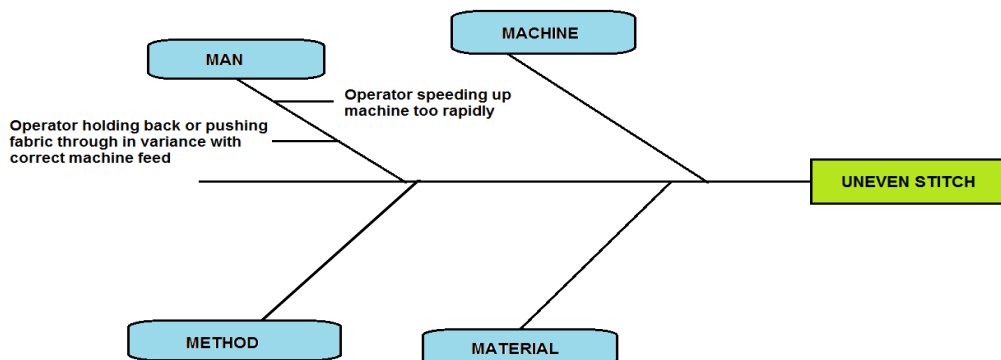 MACHINE
MAN
Operator speeding up
machine too rapidly
Operator holding back or pushing
fabric through in variance with
correct machine feed
UNEVEN STITCH
METHOD
MATERIAL